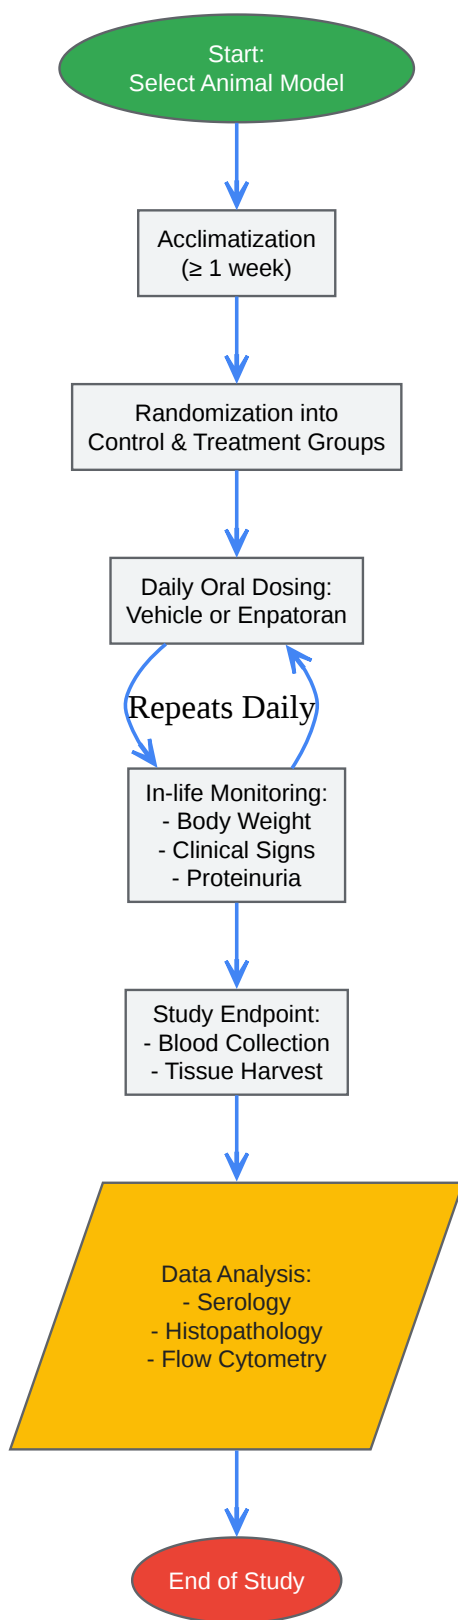 Start:
Select Animal Model
Acclimatization
(≥ 1 week)
Randomization into
Control & Treatment Groups
Daily Oral Dosing:
Vehicle or Enpatoran
Repeats Daily
In-life Monitoring:
- Body Weight
- Clinical Signs
- Proteinuria
Study Endpoint:
- Blood Collection
- Tissue Harvest
Data Analysis:
- Serology
- Histopathology
- Flow Cytometry
End of Study